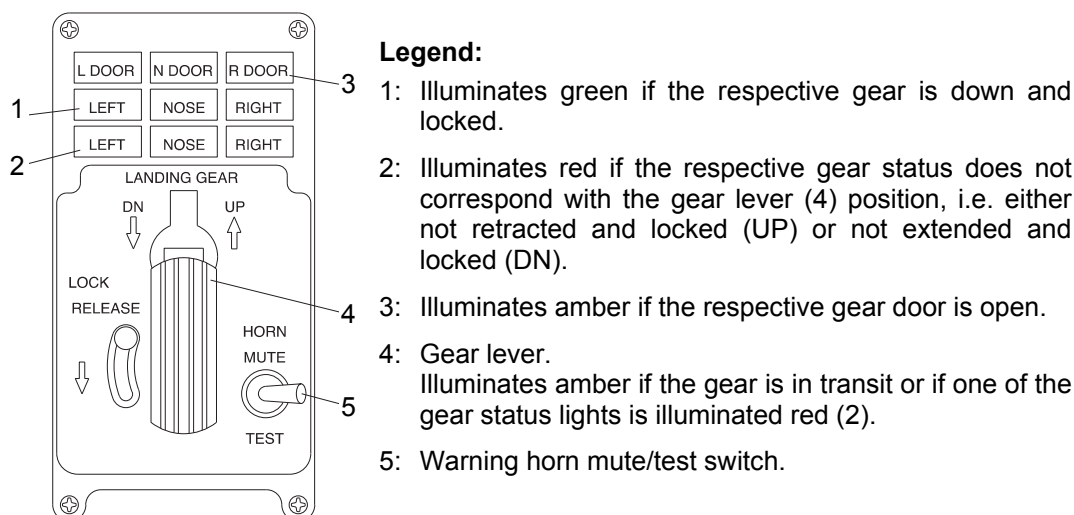 L DOOR N DOOR R DOOR
3
1
LEFT NOSE RIGHT
2
LEFT NOSE RIGHT
LANDING GEAR
DN UP
LOCK
RELEASE
4
HORN
MUTE
5
TEST
Legend:
1: Illuminates green if the respective gear is down and
locked.
2: Illuminates red if the respective gear status does not
correspond with the gear lever (4) position, i.e. either
not retracted and locked (UP) or not extended and
locked (DN).
3: Illuminates amber if the respective gear door is open.
4: Gear lever.
Illuminates amber if the gear is in transit or if one of the
gear status lights is illuminated red (2).
5: Warning horn mute/test switch.